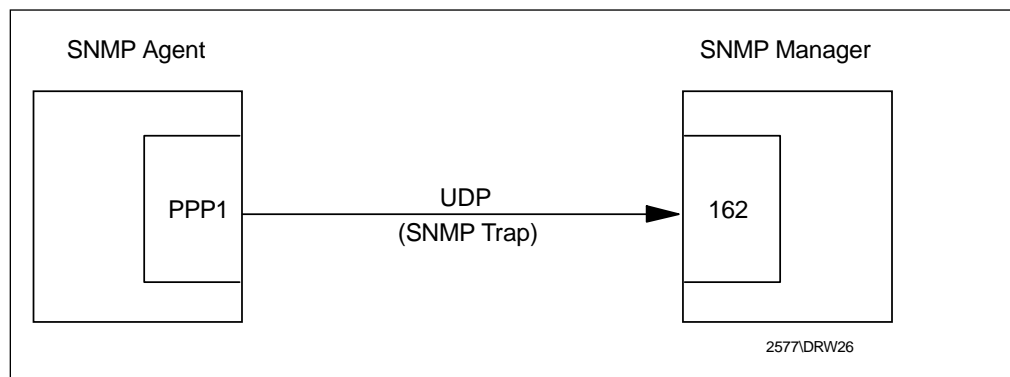 SNMP Agent
SNMP Manager
PPP1
UDP
(SNMP Trap)
162
2577\DRW26